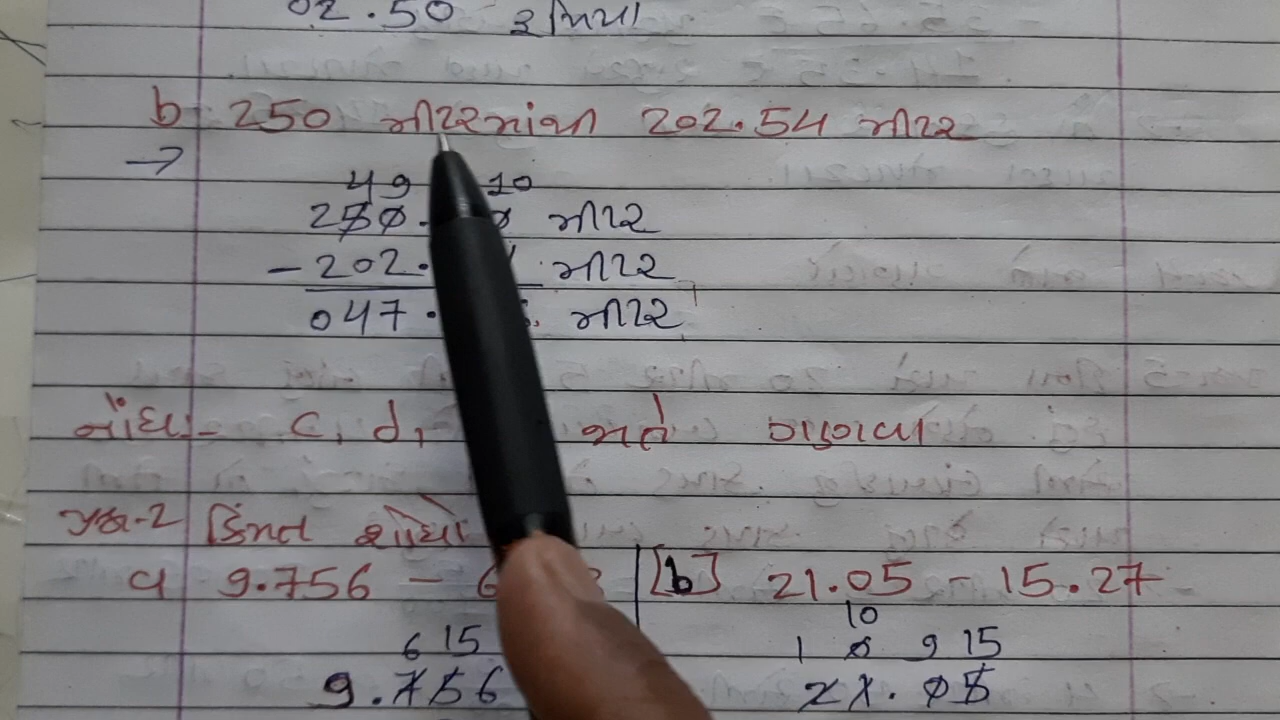 02.50 રૂપિયા
b 250 મીટરમાંથી 202.54 મીટર
→
49 10
250. 0 મીટર
- 202. મીટર
047. મીટર
નોંધ:- c, d, જાતે ગણવા
પ્રશ્ન-2 કિંમત શોધો
a 9.756 - 6
[b] 21.05 - 15.27
6 15
9.756
10
1 0 9 15
21.05